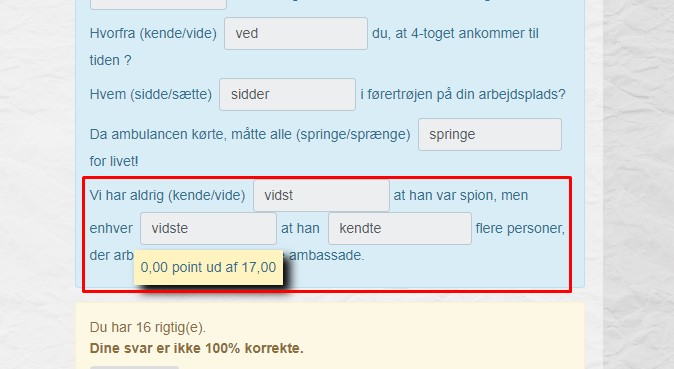 Hvorfra (kende/vide) ved du, at 4-toget ankommer til
tiden ?
Hvem (sidde/sætte) sidder i førertrøjen på din arbejdsplads?
Da ambulancen kørte, måtte alle (springe/sprænge) springe
for livet!
Vi har aldrig (kende/vide) vidst at han var spion, men
enhver vidste at han kendte flere personer,
der arb ambassade.
0,00 point ud af 17,00
Du har 16 rigtig(e).
Dine svar er ikke 100% korrekte.